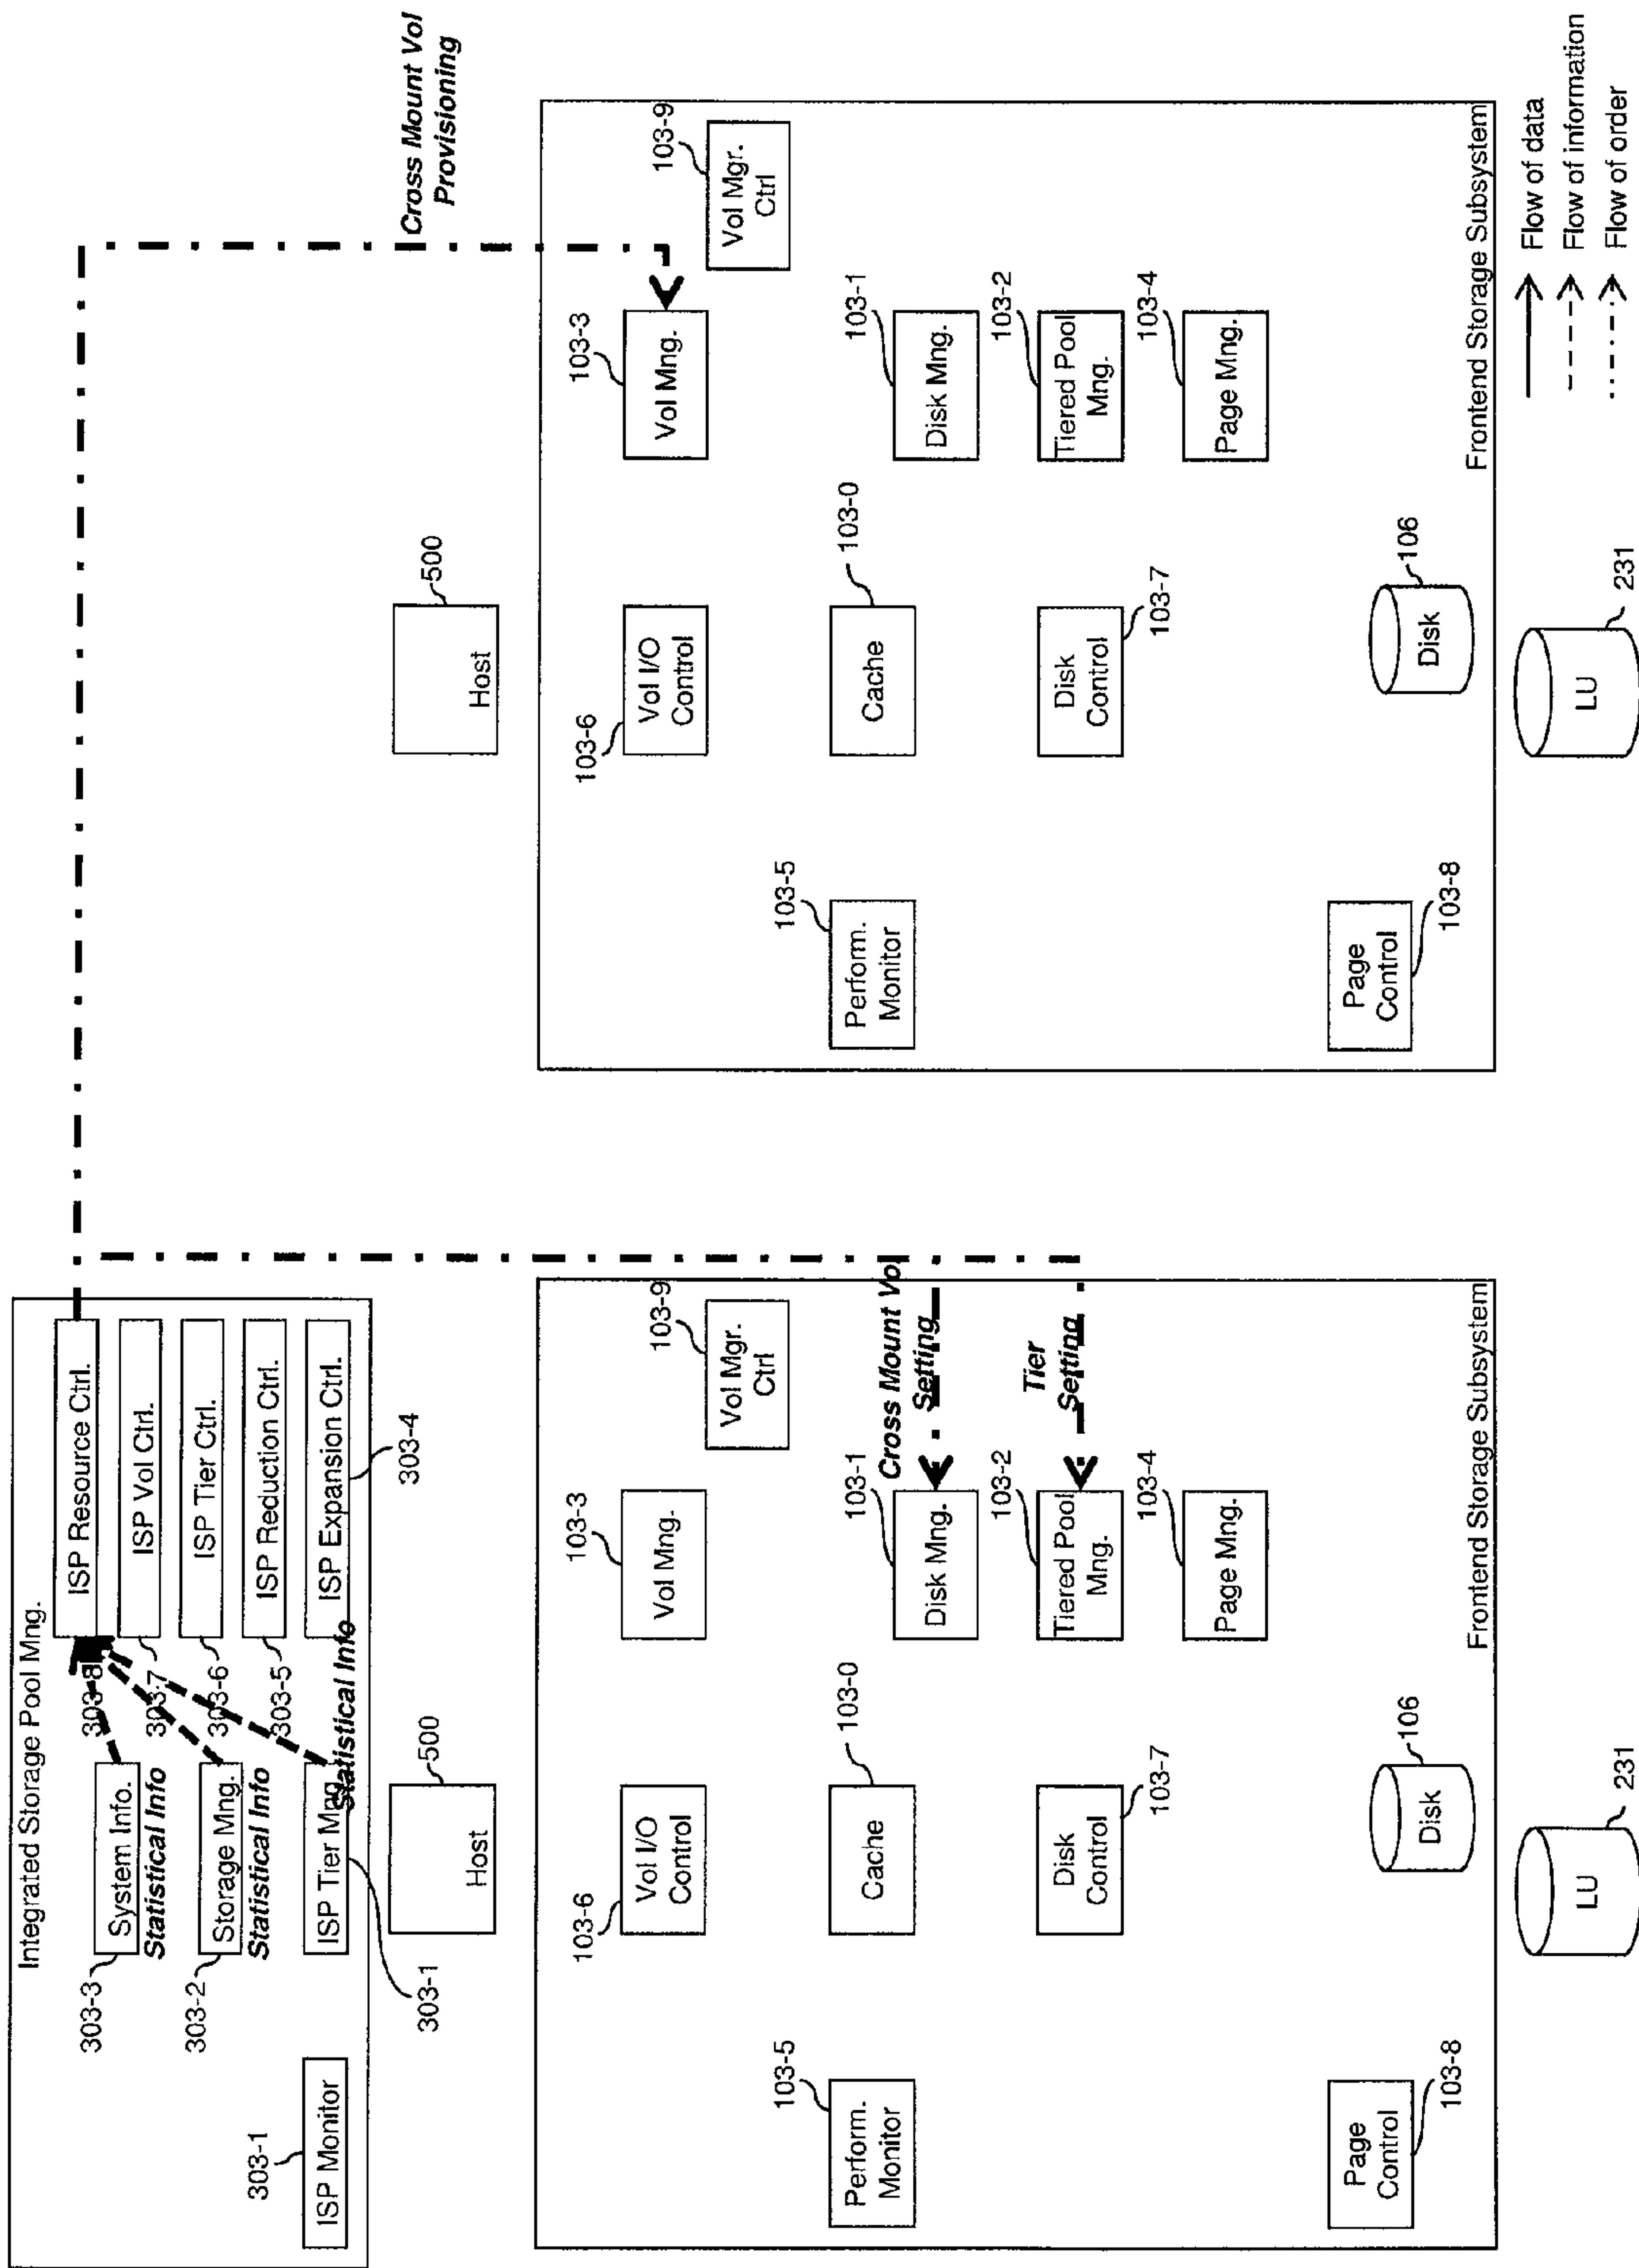 Integrated Storage Pool Mng.
303-1
ISP Monitor
303-3
System Info.
Statistical Info
303-2
Storage Mng.
Statistical Info
ISP Tier Mng.
303-1
Statistical Info
303-8
ISP Resource Ctrl.
303-7
ISP Vol Ctrl.
303-6
ISP Tier Ctrl.
303-5
ISP Reduction Ctrl.
ISP Expansion Ctrl.
303-4
Host
500
103-6
Vol I/O
Control
103-3
Vol Mng.
103-9
Vol Mgr.
Ctrl
103-5
Perform.
Monitor
Cache
103-0
103-1
Disk Mng.
Cross Mount Vol
Setting
Disk
Control
103-7
103-2
Tiered Pool
Mng.
Tier
Setting
103-4
Page Mng.
Page
Control
103-8
Disk
106
Frontend Storage Subsystem
LU
231
Cross Mount Vol
Provisioning
Host
500
103-6
Vol I/O
Control
103-3
Vol Mng.
103-9
Vol Mgr.
Ctrl
103-5
Perform.
Monitor
Cache
103-0
103-1
Disk Mng.
Disk
Control
103-7
103-2
Tiered Pool
Mng.
103-4
Page Mng.
Page
Control
103-8
Disk
106
Frontend Storage Subsystem
LU
231
Flow of data
Flow of information
Flow of order